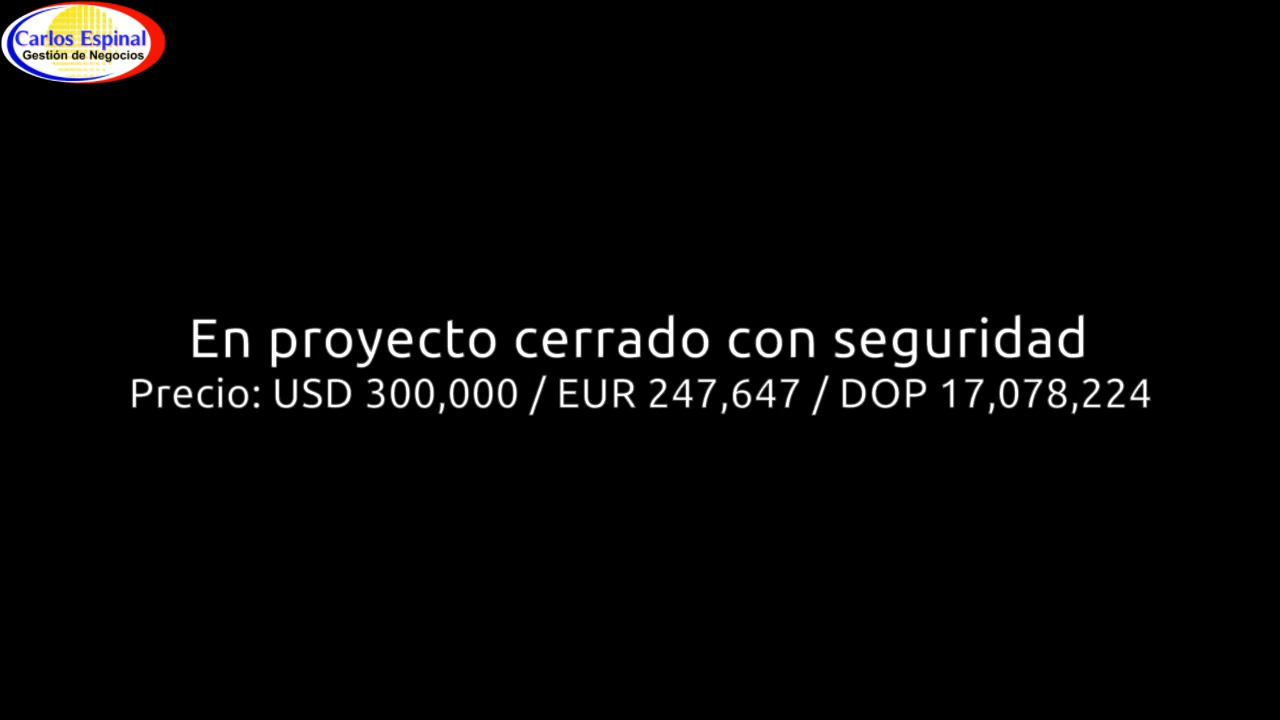 Carlos Espinal
Gestión de Negocios
En proyecto cerrado con seguridad
Precio: USD 300,000 / EUR 247,647 / DOP 17,078,224